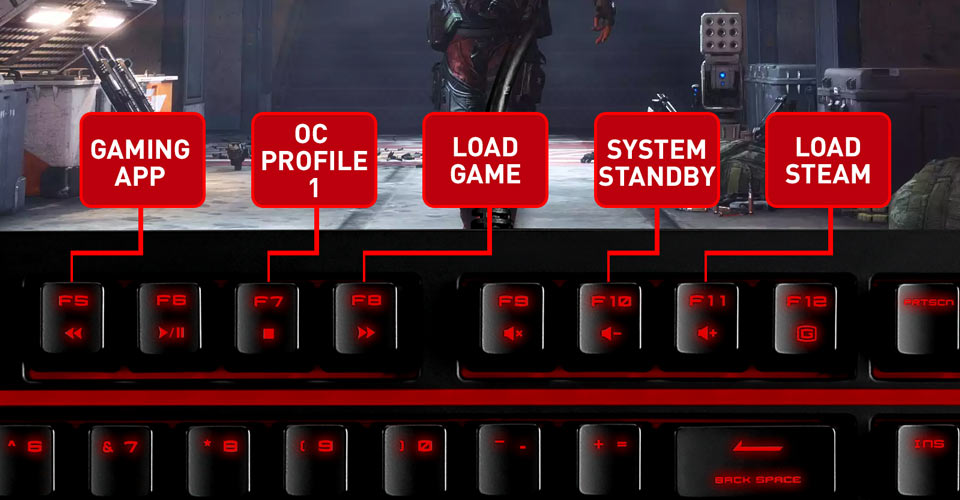 GAMING
APP
OC
PROFILE
1
LOAD
GAME
SYSTEM
STANDBY
LOAD
STEAM
F5
F6
F7
F8
F9
F10
F11
F12
PRTSCN
^ 6
& 7
* 8
( 9
) 0
- -
+ =
BACK SPACE
INS